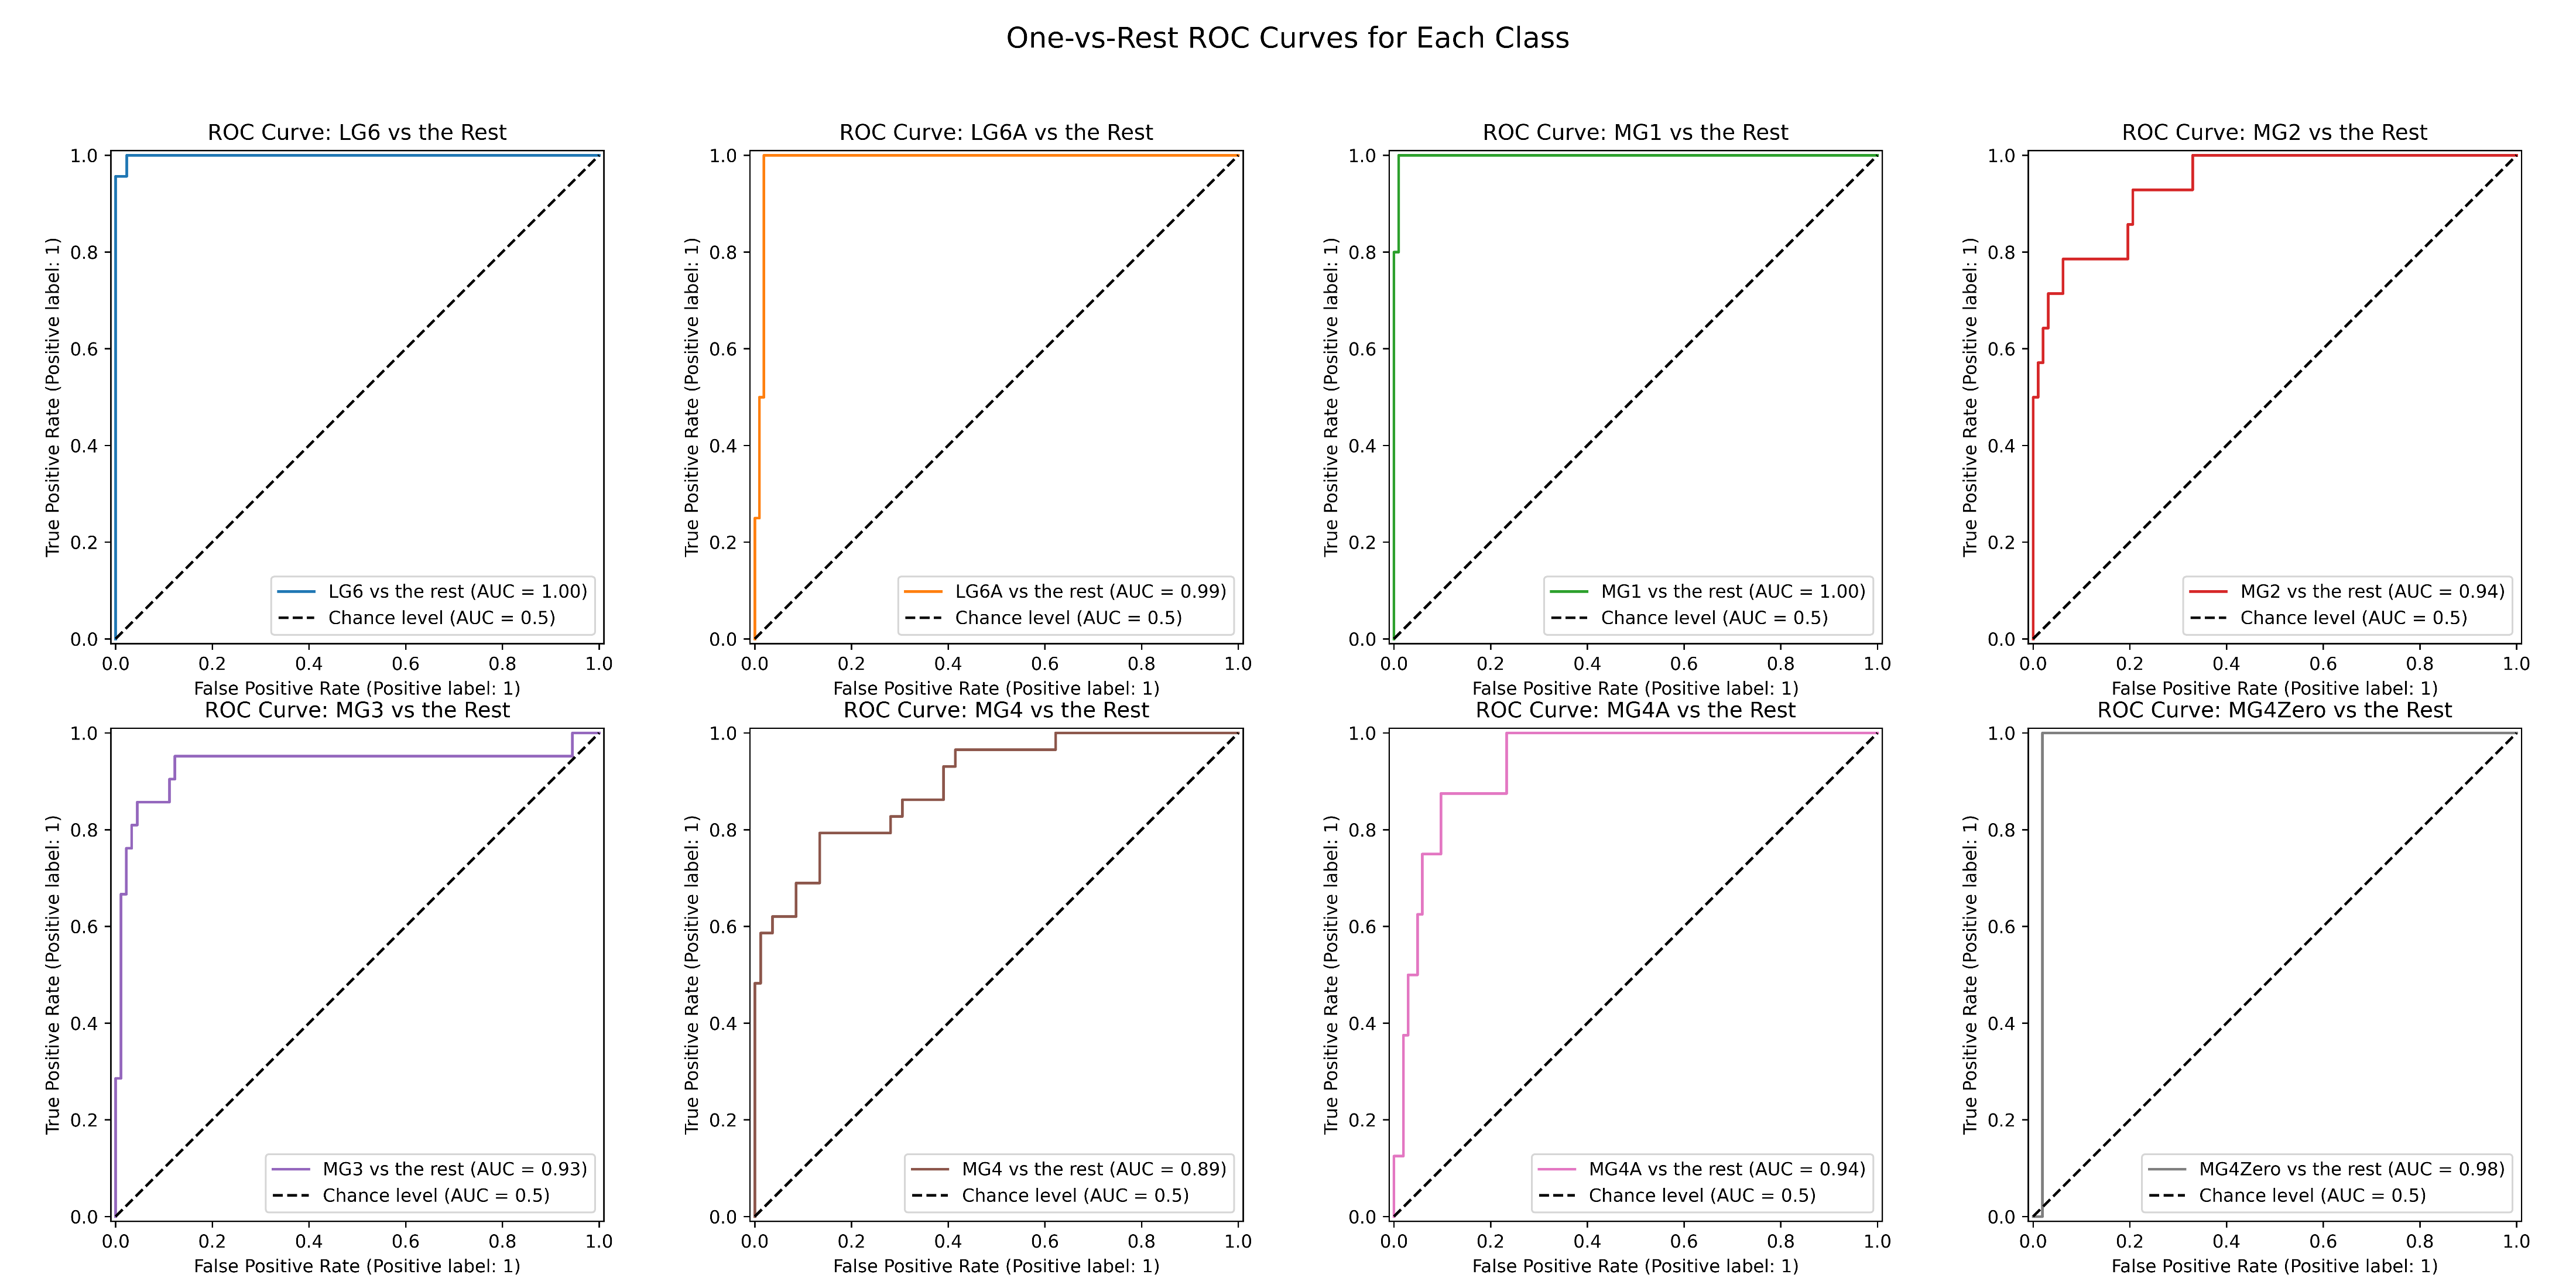 One-vs-Rest ROC Curves for Each Class
ROC Curve: LG6 vs the Rest
True Positive Rate (Positive label: 1)
1.0
0.8
0.6
0.4
0.2
0.0
LG6 vs the rest (AUC = 1.00)
Chance level (AUC = 0.5)
0.0 0.2 0.4 0.6 0.8 1.0
False Positive Rate (Positive label: 1)
ROC Curve: LG6A vs the Rest
True Positive Rate (Positive label: 1)
1.0
0.8
0.6
0.4
0.2
0.0
LG6A vs the rest (AUC = 0.99)
Chance level (AUC = 0.5)
0.0 0.2 0.4 0.6 0.8 1.0
False Positive Rate (Positive label: 1)
ROC Curve: MG1 vs the Rest
True Positive Rate (Positive label: 1)
1.0
0.8
0.6
0.4
0.2
0.0
MG1 vs the rest (AUC = 1.00)
Chance level (AUC = 0.5)
0.0 0.2 0.4 0.6 0.8 1.0
False Positive Rate (Positive label: 1)
ROC Curve: MG2 vs the Rest
True Positive Rate (Positive label: 1)
1.0
0.8
0.6
0.4
0.2
0.0
MG2 vs the rest (AUC = 0.94)
Chance level (AUC = 0.5)
0.0 0.2 0.4 0.6 0.8 1.0
False Positive Rate (Positive label: 1)
ROC Curve: MG3 vs the Rest
True Positive Rate (Positive label: 1)
1.0
0.8
0.6
0.4
0.2
0.0
MG3 vs the rest (AUC = 0.93)
Chance level (AUC = 0.5)
0.0 0.2 0.4 0.6 0.8 1.0
False Positive Rate (Positive label: 1)
ROC Curve: MG4 vs the Rest
True Positive Rate (Positive label: 1)
1.0
0.8
0.6
0.4
0.2
0.0
MG4 vs the rest (AUC = 0.89)
Chance level (AUC = 0.5)
0.0 0.2 0.4 0.6 0.8 1.0
False Positive Rate (Positive label: 1)
ROC Curve: MG4A vs the Rest
True Positive Rate (Positive label: 1)
1.0
0.8
0.6
0.4
0.2
0.0
MG4A vs the rest (AUC = 0.94)
Chance level (AUC = 0.5)
0.0 0.2 0.4 0.6 0.8 1.0
False Positive Rate (Positive label: 1)
ROC Curve: MG4Zero vs the Rest
True Positive Rate (Positive label: 1)
1.0
0.8
0.6
0.4
0.2
0.0
MG4Zero vs the rest (AUC = 0.98)
Chance level (AUC = 0.5)
0.0 0.2 0.4 0.6 0.8 1.0
False Positive Rate (Positive label: 1)